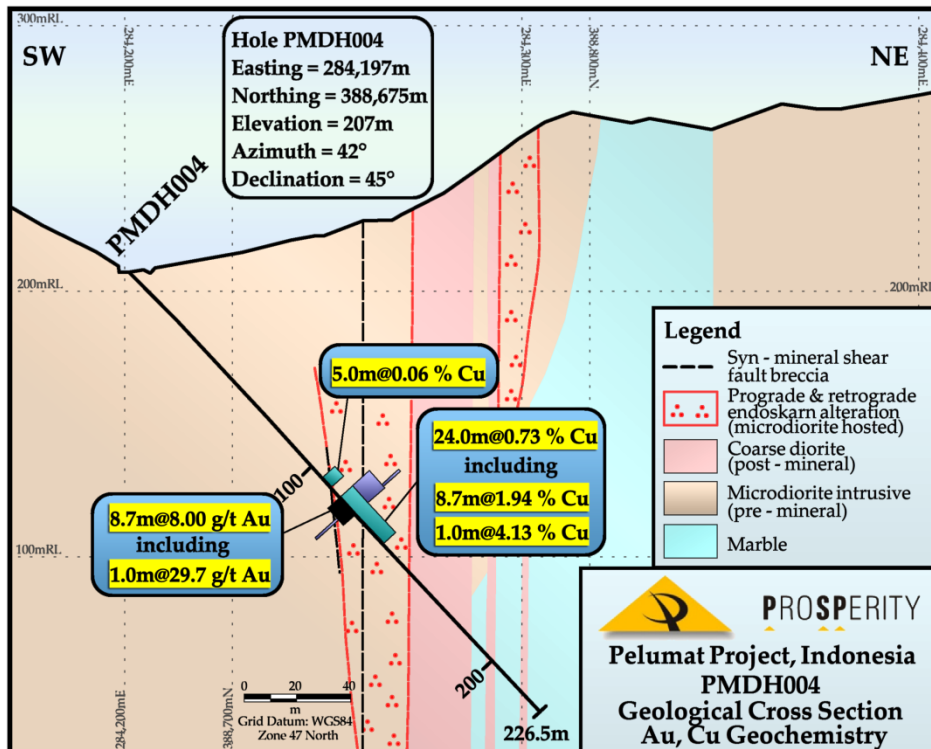 300mRL
284,200mE
284,300mE
388,800mN
284,400mE
SW
NE
Hole PMDH004
Easting = 284,197m
Northing = 388,675m
Elevation = 207m
Azimuth = 42°
Declination = 45°
PMDH004
200mRL
200mRL
5.0m@0.06 % Cu
24.0m@0.73 % Cu
including
8.7m@1.94 % Cu
1.0m@4.13 % Cu
100
8.7m@8.00 g/t Au
including
1.0m@29.7 g/t Au
100mRL
Legend
Syn - mineral shear
fault breccia
Prograde & retrograde
endoskarn alteration
(microdiorite hosted)
Coarse diorite
(post - mineral)
Microdiorite intrusive
(pre - mineral)
Marble
200
226.5m
284,200mE
388,700mN
0 20 40
m
Grid Datum: WGS84
Zone 47 North
PROSPERITY
Pelumat Project, Indonesia
PMDH004
Geological Cross Section
Au, Cu Geochemistry